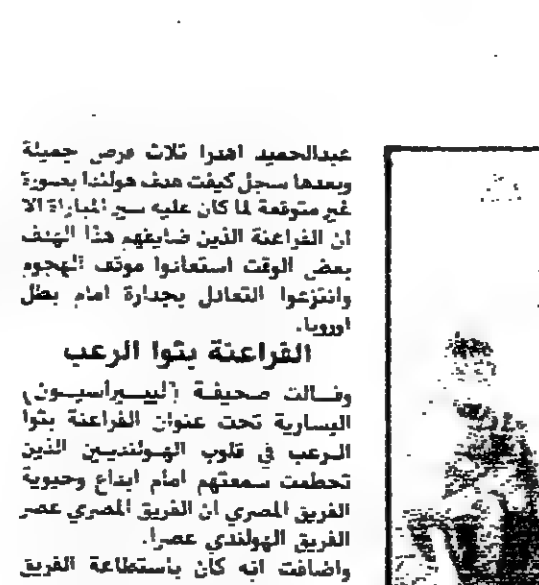 عبدالحميد اهدرا ثلاث فرص جميلة
وبعدها سجل كيفت هدف هولندا بصورة
غير متوقعة لما كان عليه سير المباراة الا
ان الفراعنة الذين ضايقهم هذا الهدف
بعض الوقت استعانوا موقف الهجوم
وانتزعوا التعادل بجدارة امام بطل
اوروبا.
الفراعنة بثوا الرعب
وقالت صحيفة (ليبيراسيون)
اليسارية تحت عنوان الفراعنة بثوا
الرعب في قلوب الهولنديين الذين
تحطمت سمعتهم امام ابداع وحيوية
الفريق المصري ان الفريق المصري عصر
الفريق الهولندي عصرا.
واضافت انه كان باستطاعة الفريق